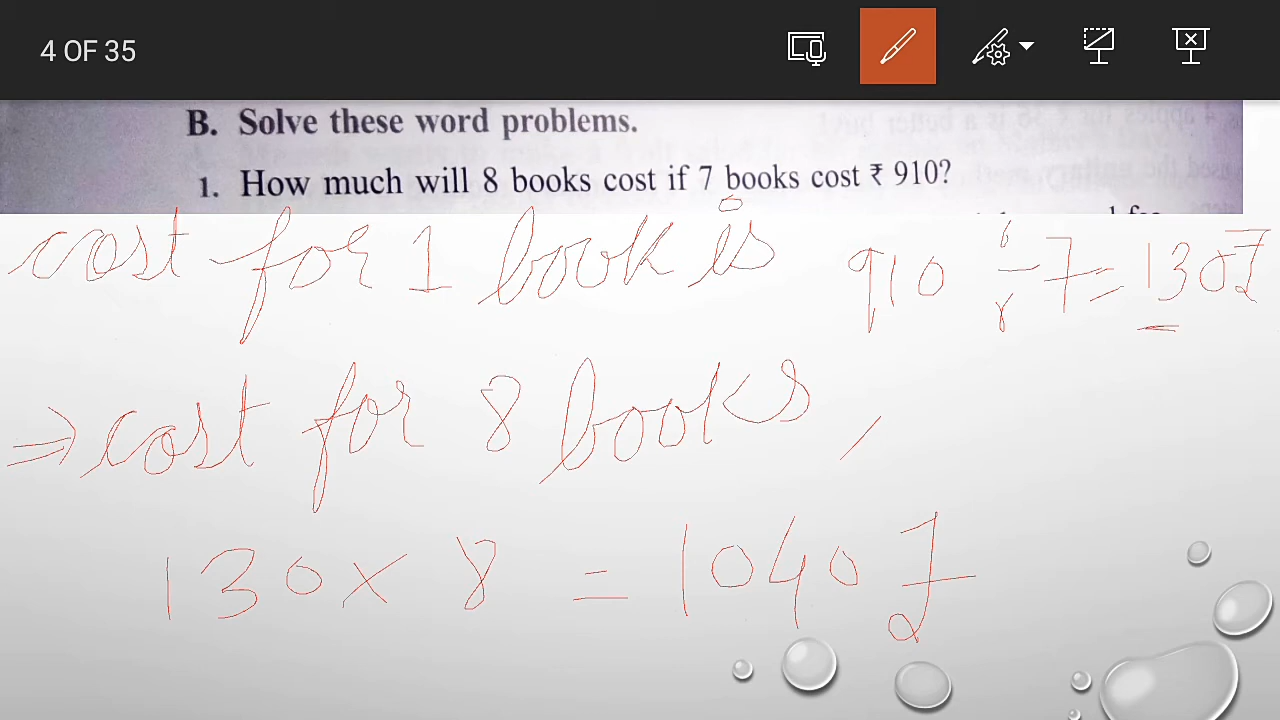 4 OF 35
B. Solve these word problems.
1. How much will 8 books cost if 7 books cost ₹ 910?
cost for 1 book is 910 ÷ 7 = 130 ₹
⇒ cost for 8 books,
130 × 8 = 1040 ₹